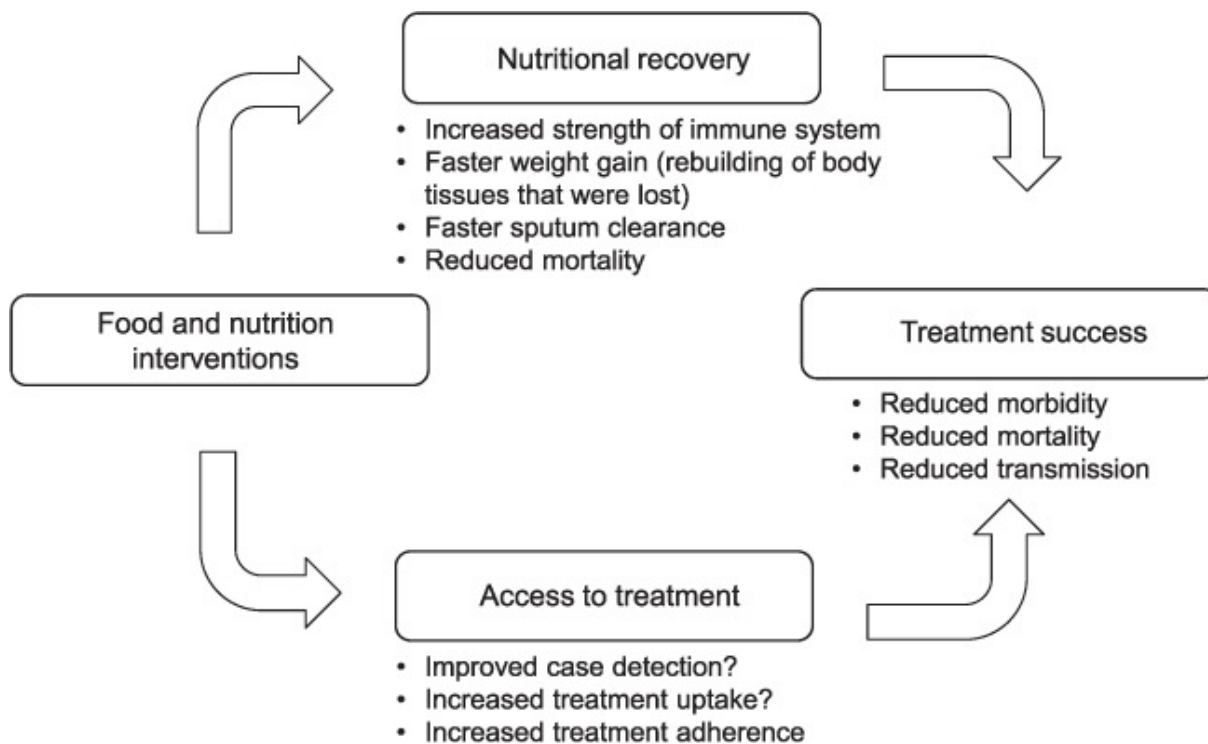 Nutritional recovery
• Increased strength of immune system
• Faster weight gain (rebuilding of body
tissues that were lost)
• Faster sputum clearance
• Reduced mortality
Food and nutrition
interventions
Treatment success
• Reduced morbidity
• Reduced mortality
• Reduced transmission
Access to treatment
• Improved case detection?
• Increased treatment uptake?
• Increased treatment adherence